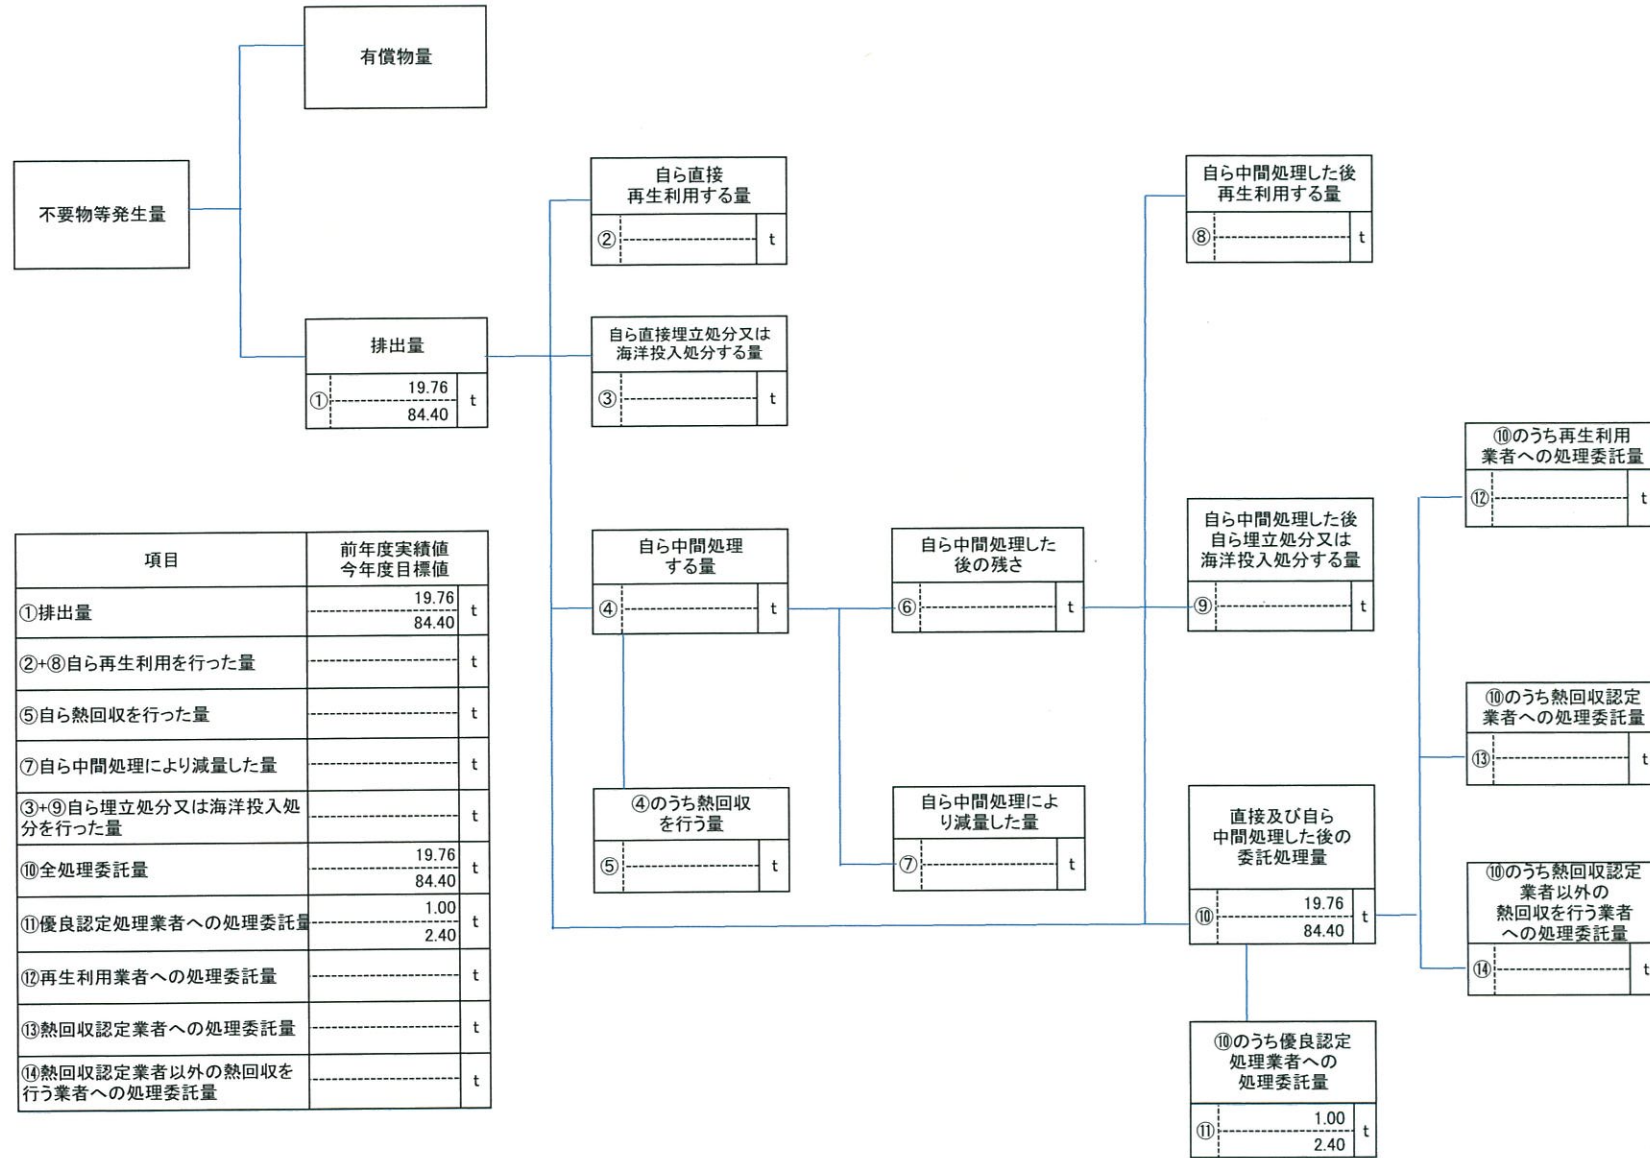 有償物量
不要物等発生量
排出量
①
19.76
84.40
t
自ら直接
再生利用する量
②
t
自ら直接埋立処分又は
海洋投入処分する量
③
t
自ら中間処理
する量
④
t
④のうち熱回収
を行う量
⑤
t
自ら中間処理した
後の残さ
⑥
t
自ら中間処理によ
り減量した量
⑦
t
自ら中間処理した後
再生利用する量
⑧
t
自ら中間処理した後
自ら埋立処分又は
海洋投入処分する量
⑨
t
直接及び自ら
中間処理した後の
委託処理量
⑩
19.76
84.40
t
⑩のうち優良認定
処理業者への
処理委託量
⑪
1.00
2.40
t
⑩のうち再生利用
業者への処理委託量
⑫
t
⑩のうち熱回収認定
業者への処理委託量
⑬
t
⑩のうち熱回収認定
業者以外の
熱回収を行う業者
への処理委託量
⑭
t
項目
前年度実績値
今年度目標値
①排出量
19.76
84.40
t
②+⑧自ら再生利用を行った量
t
⑤自ら熱回収を行った量
t
⑦自ら中間処理により減量した量
t
③+⑨自ら埋立処分又は海洋投入処
分を行った量
t
⑩全処理委託量
19.76
84.40
t
⑪優良認定処理業者への処理委託量
1.00
2.40
t
⑫再生利用業者への処理委託量
t
⑬熱回収認定業者への処理委託量
t
⑭熱回収認定業者以外の熱回収を
行う業者への処理委託量
t